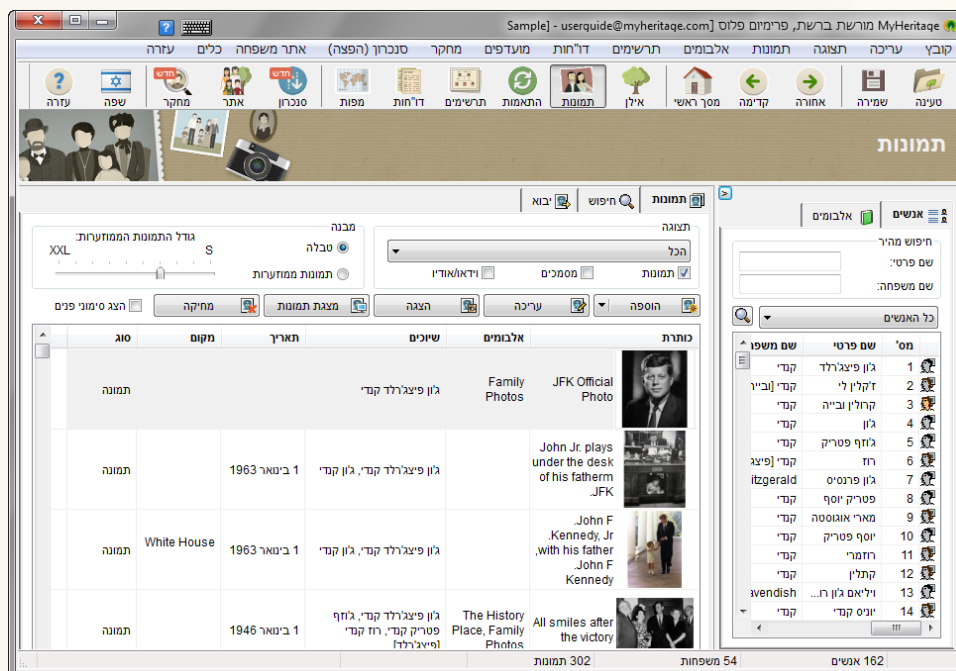 MyHeritage מורשת ברשת, פרימיום פלוס [Sample] - userguide@myheritage.com
קובץ עריכה תצוגה תמונות אלבומים תרשימים דו"חות מועדפים מחקר סנכרון (הפצה) אתר משפחה כלים עזרה
חדש חדש
טעינה שמירה אחורה קדימה מסך ראשי אילן תמונות התאמות תרשימים דו"חות מפות סנכרון אתר מחקר שפה עזרה
תמונות
אנשים אלבומים
חיפוש מהיר
שם פרטי:
שם משפחה:
כל האנשים
מס' שם פרטי שם משפו
1 ג'ון פיצג'רלד קנדי
2 ז'קלין לי קנדי [ובייר
3 קרולין ובייה קנדי
4 ג'ון קנדי
5 ג'וזף פטריק קנדי
6 רוז קנדי [פיצג
7 ג'ון פרנסיס itzgerald
8 פטריק יוסף קנדי
9 מארי אוגוסטה קנדי
10 יוסף פטריק קנדי
11 רוזמרי קנדי
12 קתלין קנדי
13 ויליאם ג'ון רו... avendish
14 יוניס קנדי קנדי
תמונות חיפוש יבוא
תצוגה
הכל
תמונות מסמכים וידאו/אודיו
מבנה
טבלה
תמונות ממוזערות
גודל התמונות הממוזערות:
S XXL
הוספה עריכה הצגה מצגת תמונות מחיקה הצג סימוני פנים
כותרת אלבומים שיוכים תאריך מקום סוג
JFK Official
Photo
Family
Photos
ג'ון פיצג'רלד קנדי
תמונה
John Jr. plays
under the desk
of his fatherm
.JFK
ג'ון פיצג'רלד קנדי, ג'ון קנדי
1 בינואר 1963
תמונה
.John F
.Kennedy, Jr
,with his father
.John F
Kennedy
ג'ון פיצג'רלד קנדי, ג'ון קנדי
1 בינואר 1963
White House
תמונה
All smiles after
the victory
The History
Place, Family
Photos
ג'ון פיצג'רלד קנדי, ג'וזף
פטריק קנדי, רוז קנדי
[פיצג'רלד]
1 בינואר 1946
תמונה
162 אנשים 54 משפחות 302 תמונות